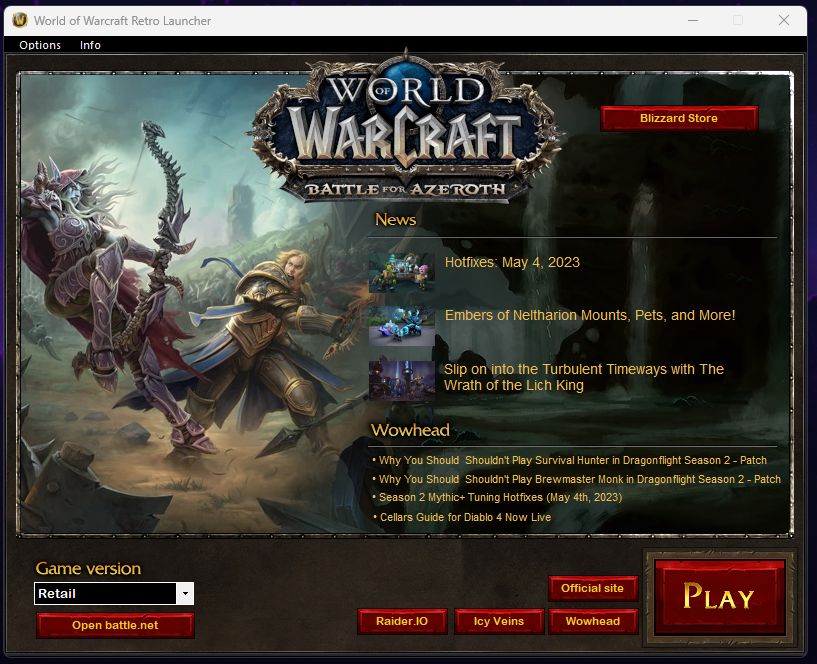 World of Warcraft Retro Launcher
Options Info
WORLD
OF
WARCRAFT
BATTLE FOR AZEROTH
Blizzard Store
News
Hotfixes: May 4, 2023
Embers of Neltharion Mounts, Pets, and More!
Slip on into the Turbulent Timeways with The
Wrath of the Lich King
Wowhead
• Why You Should  Shouldn't Play Survival Hunter in Dragonflight Season 2 - Patch
• Why You Should  Shouldn't Play Brewmaster Monk in Dragonflight Season 2 - Patch
• Season 2 Mythic+ Tuning Hotfixes (May 4th, 2023)
• Cellars Guide for Diablo 4 Now Live
Game version
Retail
Open battle.net
Raider.IO
Icy Veins
Official site
Wowhead
PLAY